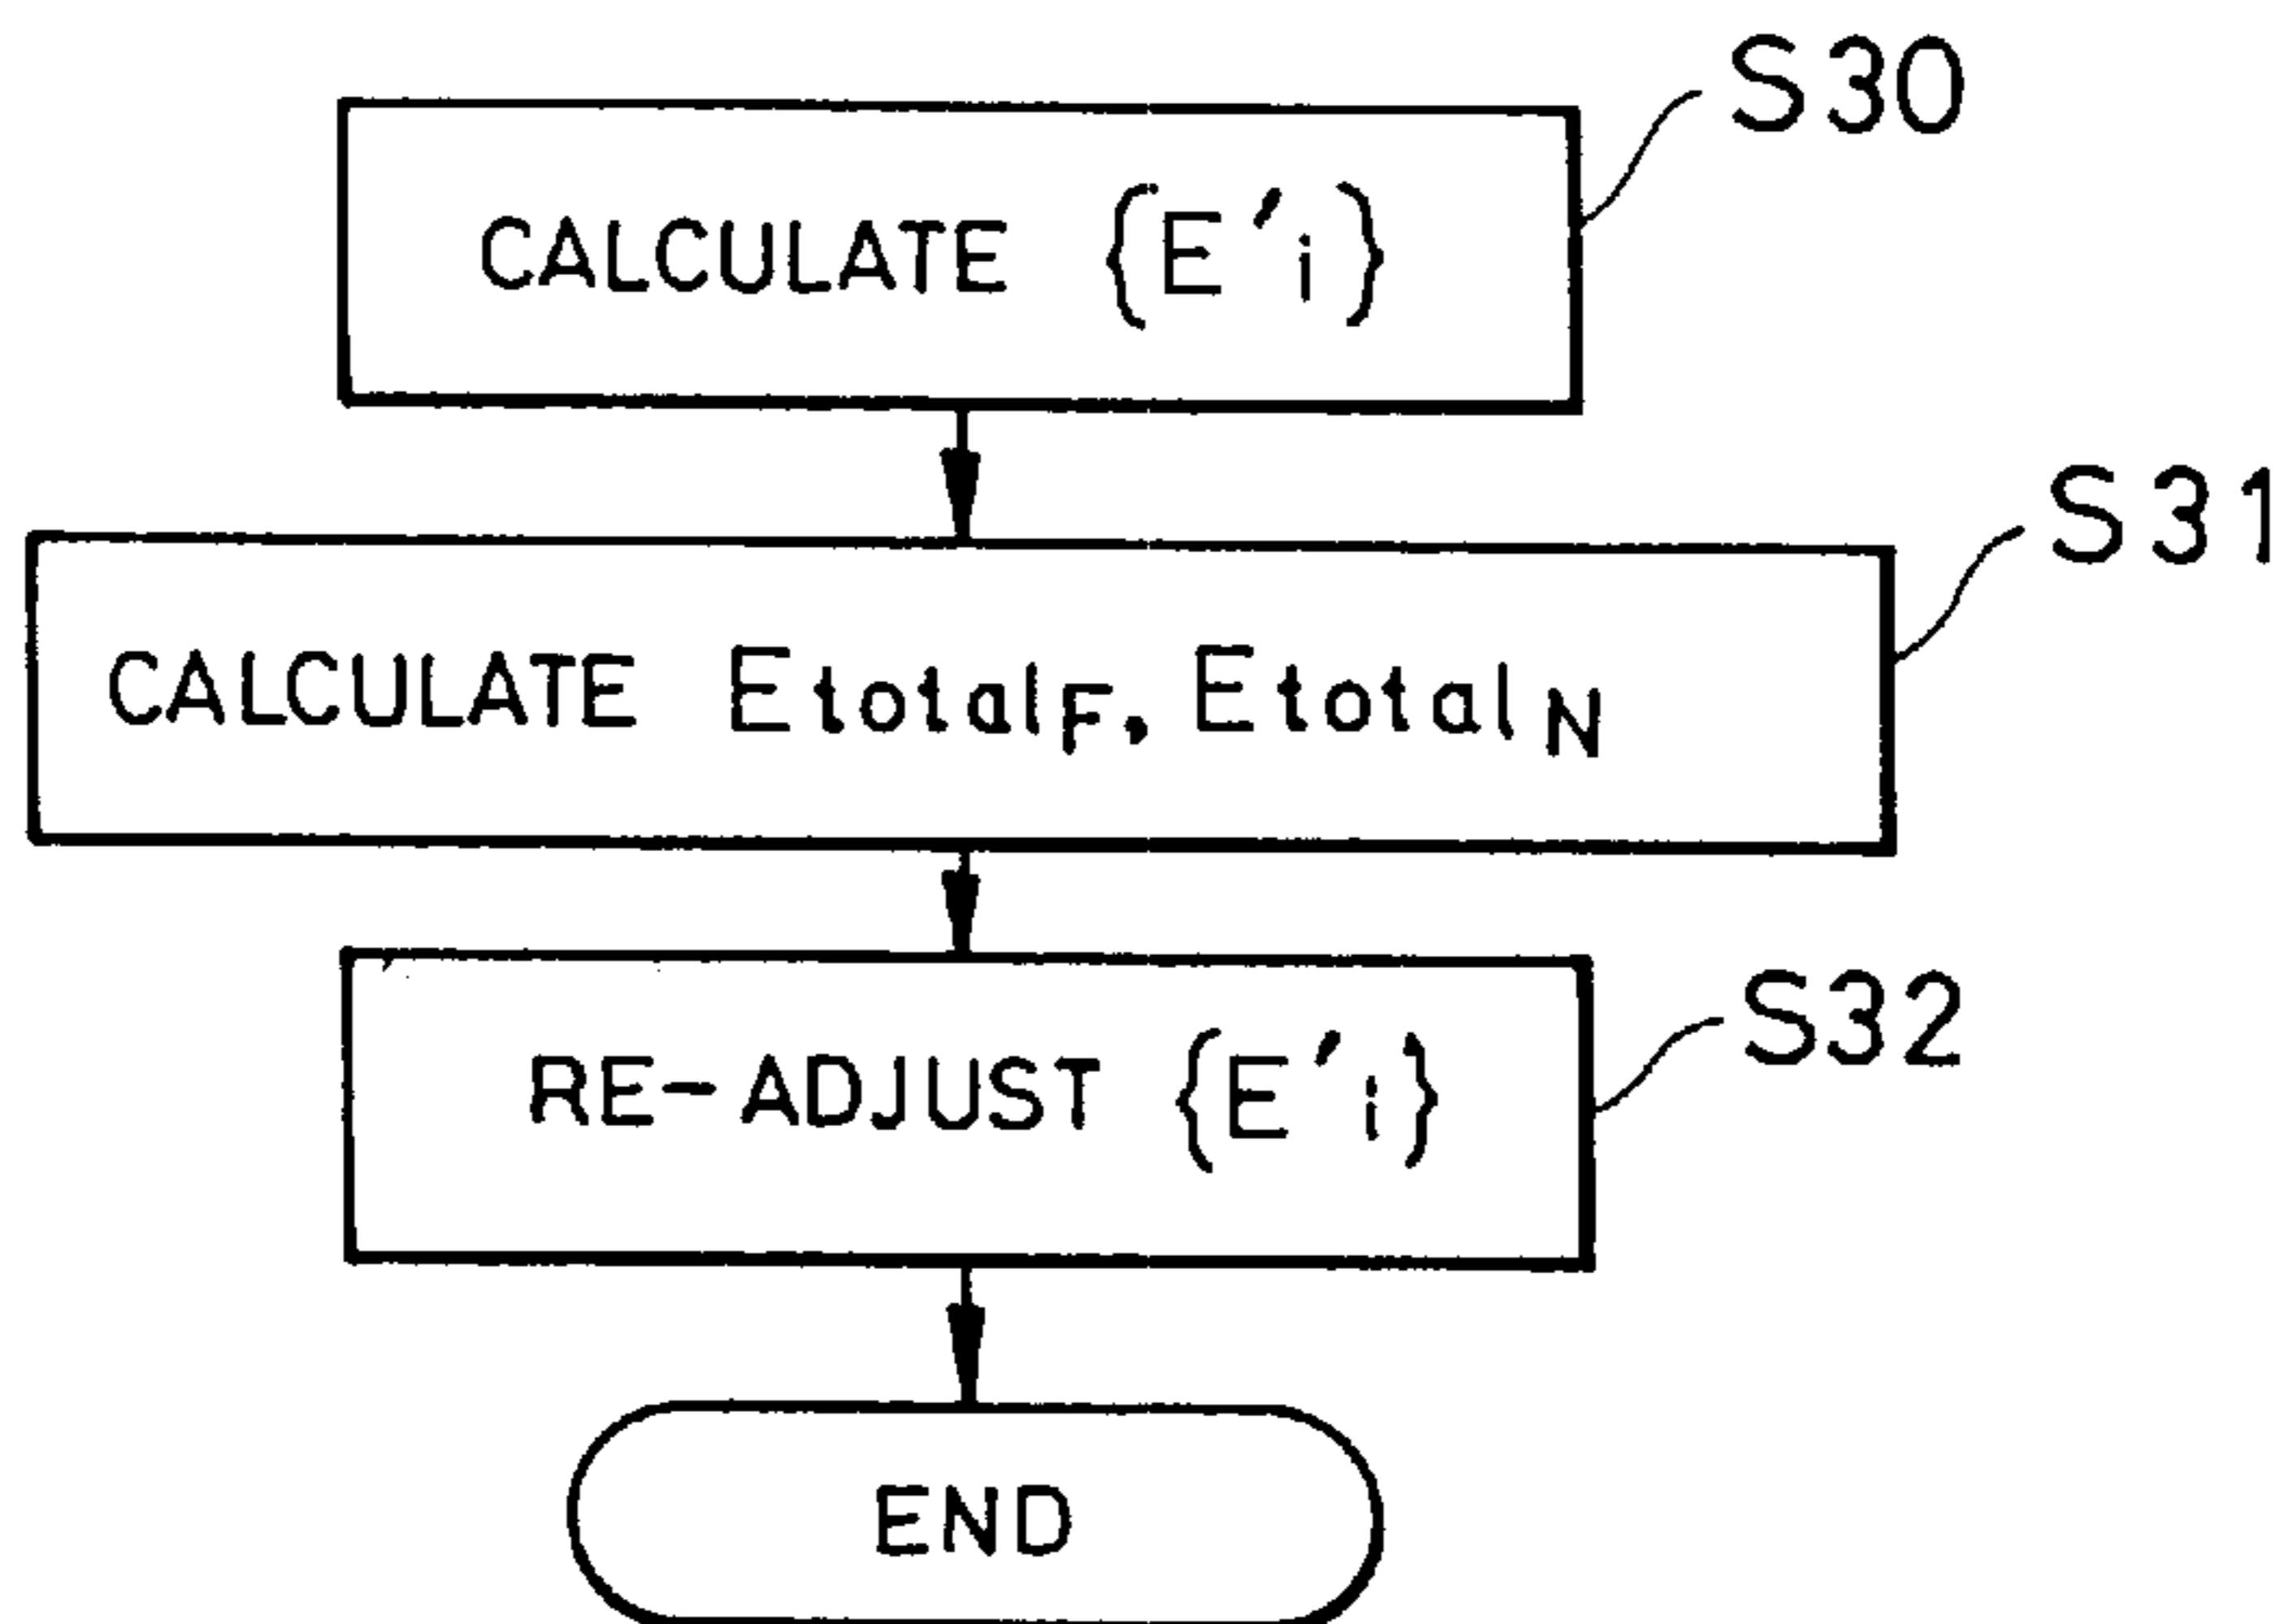 S30
CALCULATE {E'i}
S31
CALCULATE EtotalF, EtotalN
S32
RE-ADJUST {E'i}
END